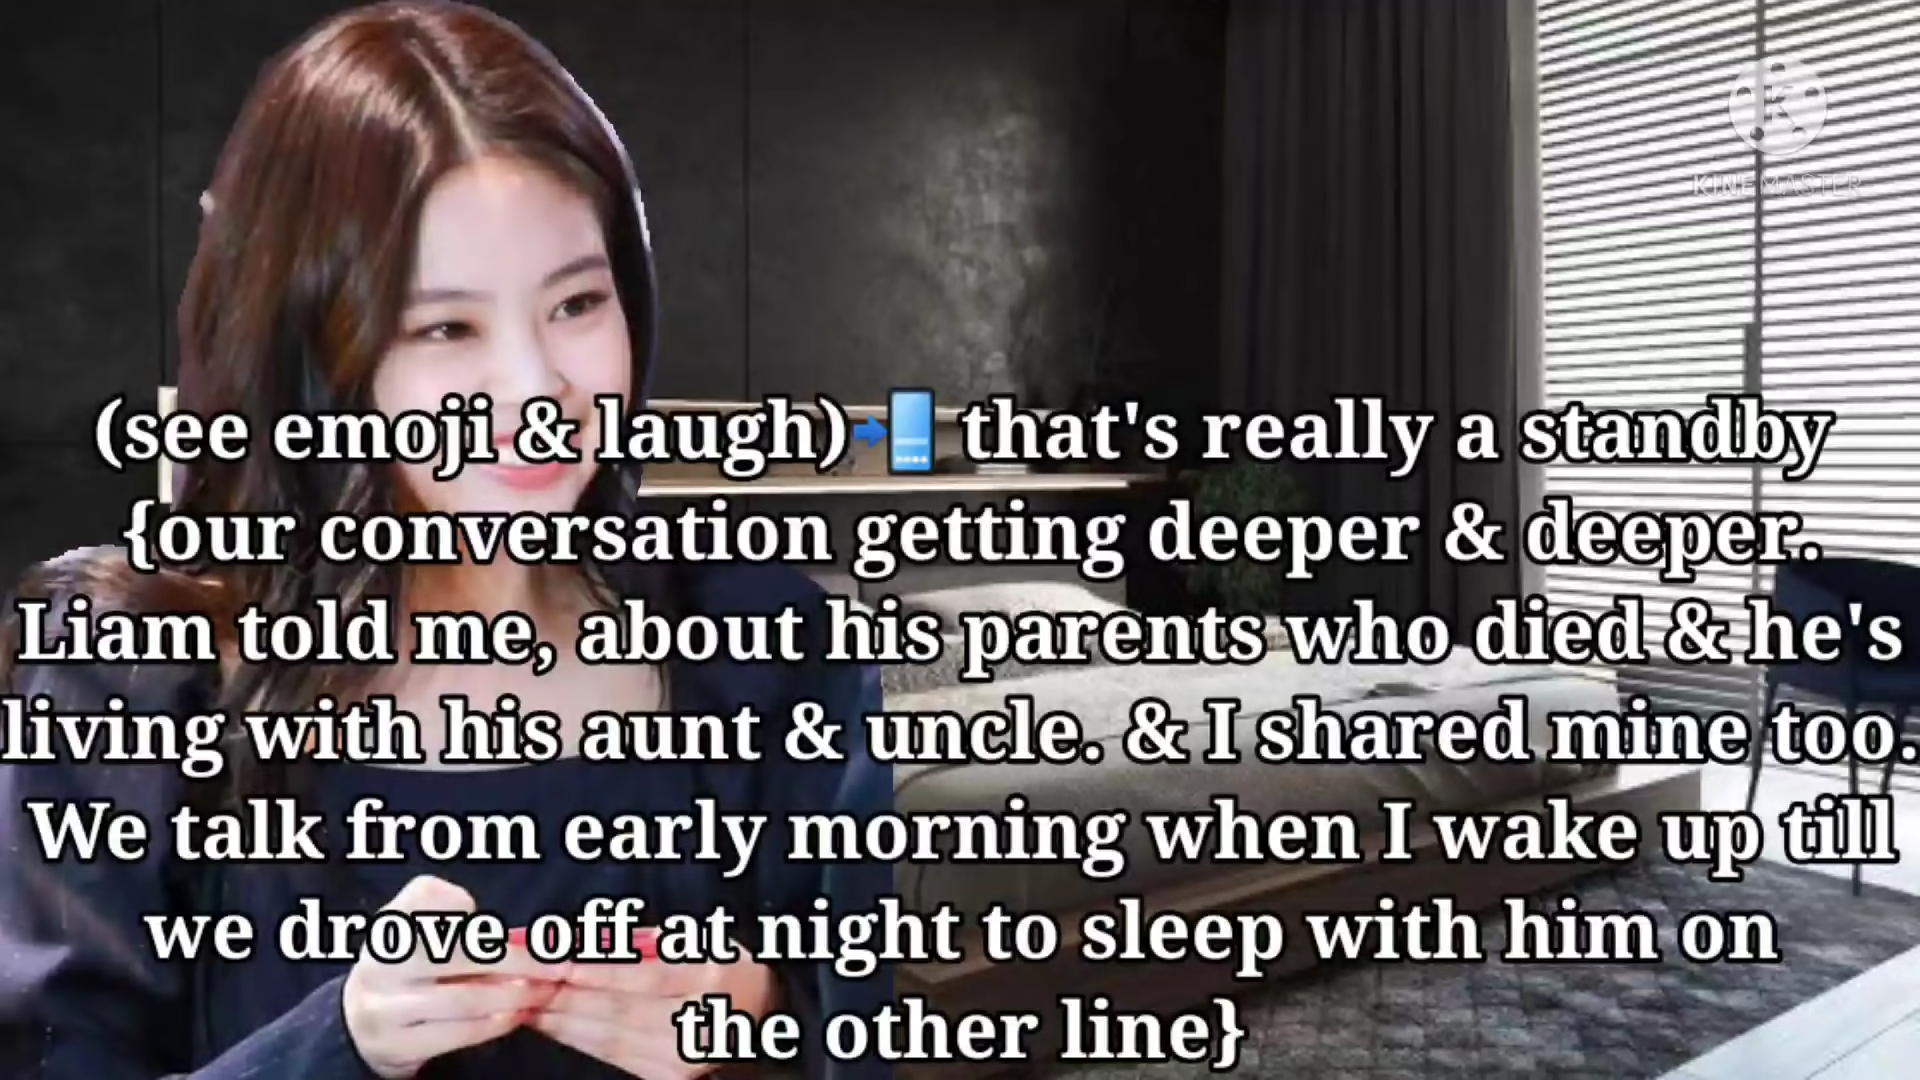 KINEMASTER
(see emoji & laugh)📲 that's really a standby
{our conversation getting deeper & deeper.
Liam told me, about his parents who died & he's
living with his aunt & uncle. & I shared mine too.
We talk from early morning when I wake up till
we drove off at night to sleep with him on
the other line}